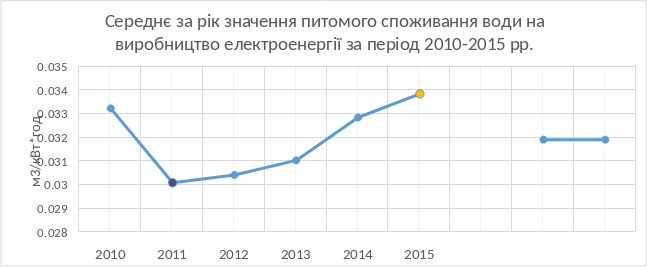 Середнє за рік значення питомого споживання води на
виробництво електроенергії за період 2010-2015 рр.
м3/кВт*год
0.035
0.034
0.033
0.032
0.031
0.03
0.029
0.028
2010 2011 2012 2013 2014 2015